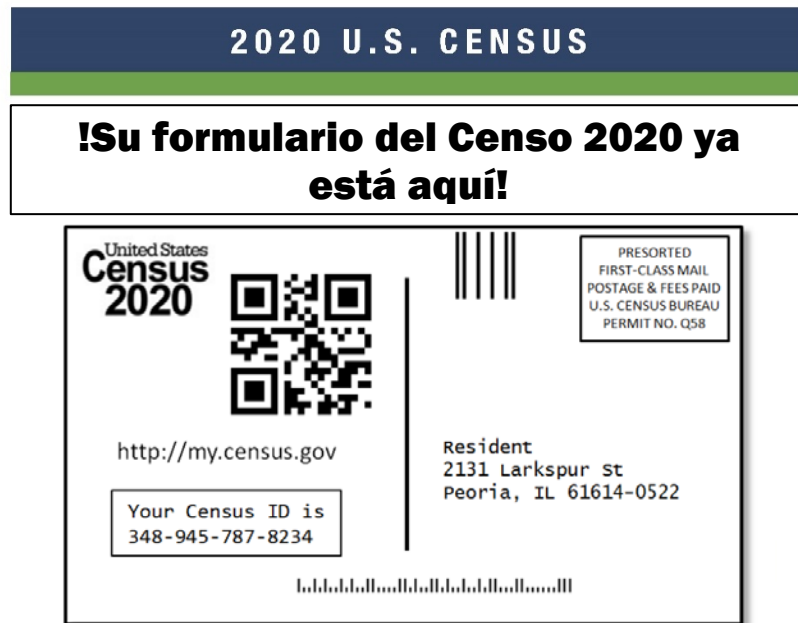 2020 U.S. CENSUS
!Su formulario del Censo 2020 ya
está aquí!
United States
Census
2020
PRESORTED
FIRST-CLASS MAIL
POSTAGE & FEES PAID
U.S. CENSUS BUREAU
PERMIT NO. Q58
http://my.census.gov
Your Census ID is
348-945-787-8234
Resident
2131 Larkspur St
Peoria, IL 61614-0522